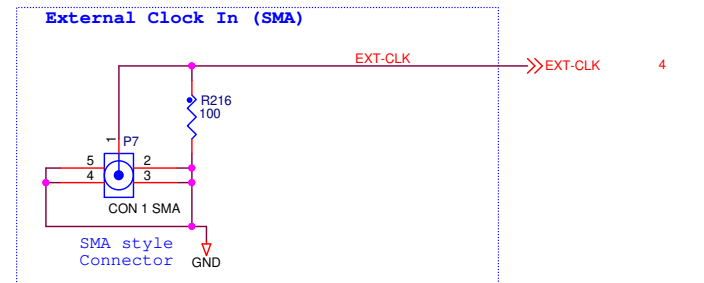 External Clock In (SMA)
EXT-CLK
EXT-CLK
4
R216
100
1
P7
5
2
4
3
CON 1 SMA
SMA style
Connector
GND